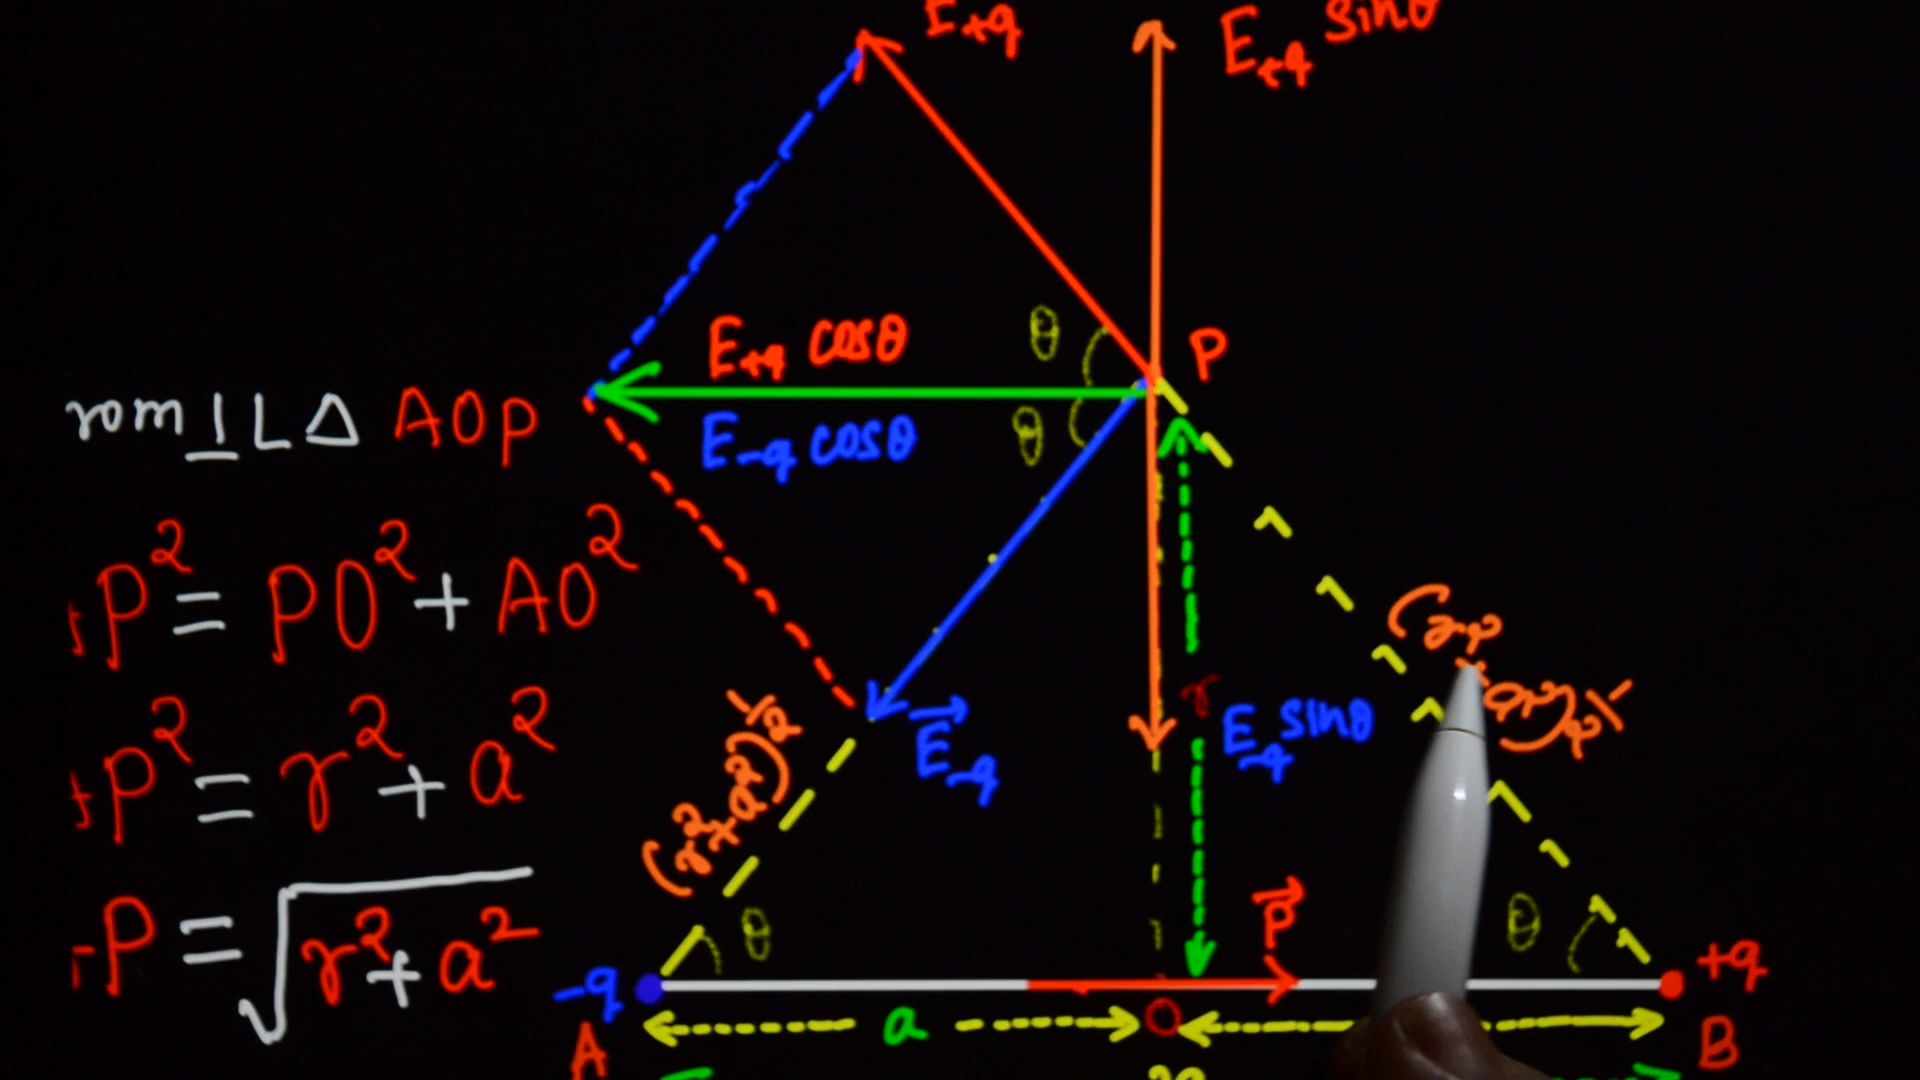 E+q
E+q sinθ
E+q cosθ
θ
P
rom ⊥L Δ AOP
E-q cosθ
θ
P² = PO² + AO²
(r²+a²)½
r
E-q sinθ
P² = r² + a²
E⃗-q
(r²+a²)½
P = √r²+a²
θ
p⃗
θ
-q
+q
A
a
O
B